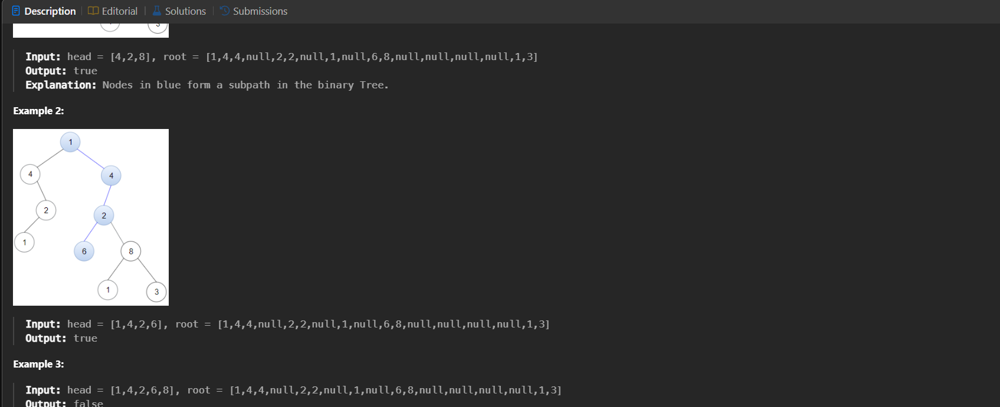 Description | Editorial | Solutions | Submissions
3
Input: head = [4,2,8], root = [1,4,4,null,2,2,null,1,null,6,8,null,null,null,null,1,3]
Output: true
Explanation: Nodes in blue form a subpath in the binary Tree.
Example 2:
1
4 4
2 2
1 6 8
1 3
Input: head = [1,4,2,6], root = [1,4,4,null,2,2,null,1,null,6,8,null,null,null,null,1,3]
Output: true
Example 3:
Input: head = [1,4,2,6,8], root = [1,4,4,null,2,2,null,1,null,6,8,null,null,null,null,1,3]
Output: false